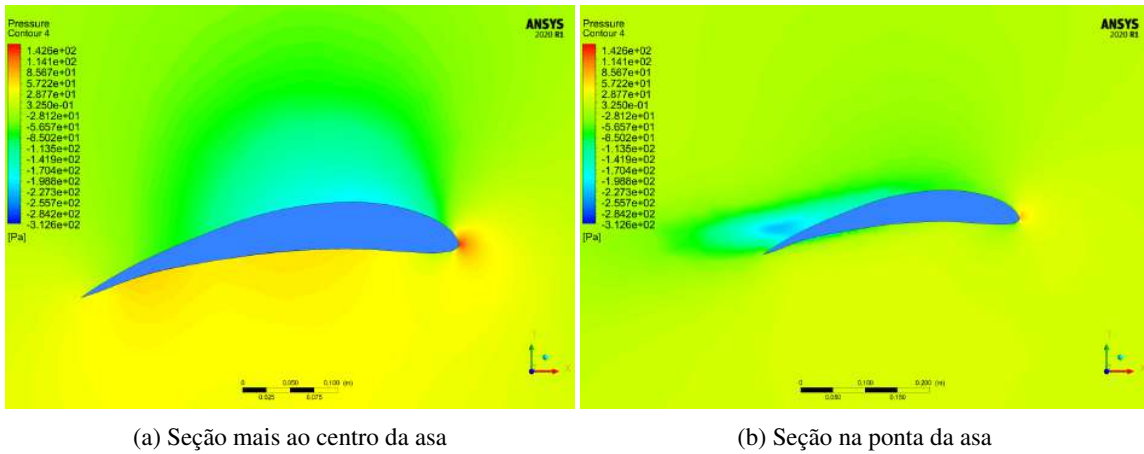 Pressure
Contour 4
1.426e+02
1.141e+02
8.567e+01
5.722e+01
2.877e+01
3.250e-01
-2.812e+01
-5.657e+01
-8.502e+01
-1.135e+02
-1.419e+02
-1.704e+02
-1.988e+02
-2.273e+02
-2.557e+02
-2.842e+02
-3.126e+02
[Pa]
ANSYS
2020 R1
Y
X
0 0.050 0.100 (m)
0.025 0.075
Pressure
Contour 4
1.426e+02
1.141e+02
8.567e+01
5.722e+01
2.877e+01
3.250e-01
-2.812e+01
-5.657e+01
-8.502e+01
-1.135e+02
-1.419e+02
-1.704e+02
-1.988e+02
-2.273e+02
-2.557e+02
-2.842e+02
-3.126e+02
[Pa]
ANSYS
2020 R1
Y
X
0 0.100 0.200 (m)
0.050 0.150
(a) Seção mais ao centro da asa
(b) Seção na ponta da asa